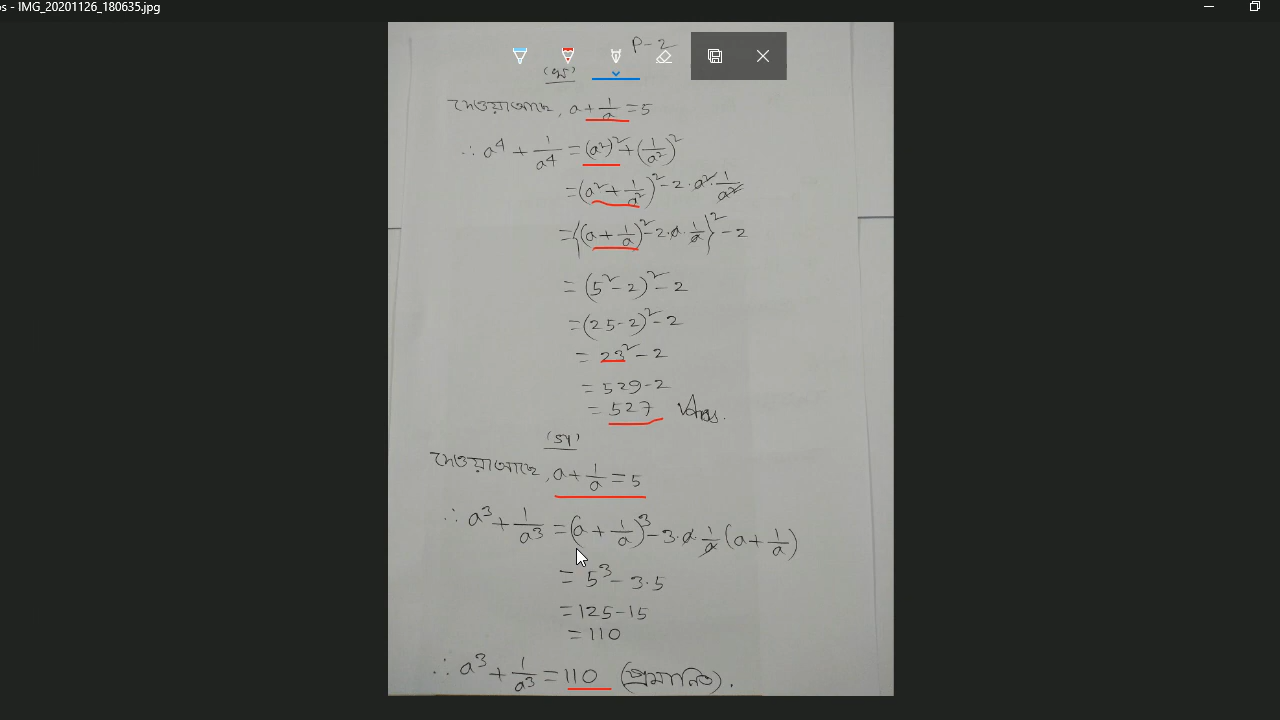 os - IMG_20201126_180635.jpg
P-2
(খ)
দেওয়াআছে, a + 1/a = 5
∴ a⁴ + 1/a⁴ = (a²)² + (1/a²)²
= (a² + 1/a²)² - 2·a²·1/a²
= {(a + 1/a)² - 2·a·1/a}² - 2
= (5² - 2)² - 2
= (25-2)² - 2
= 23² - 2
= 529-2
= 527 Ans.
(গ)
দেওয়াআছে, a + 1/a = 5
∴ a³ + 1/a³ = (a + 1/a)³ - 3·a·1/a (a + 1/a)
= 5³ - 3·5
= 125-15
= 110
∴ a³ + 1/a³ = 110 (প্রমানিত).